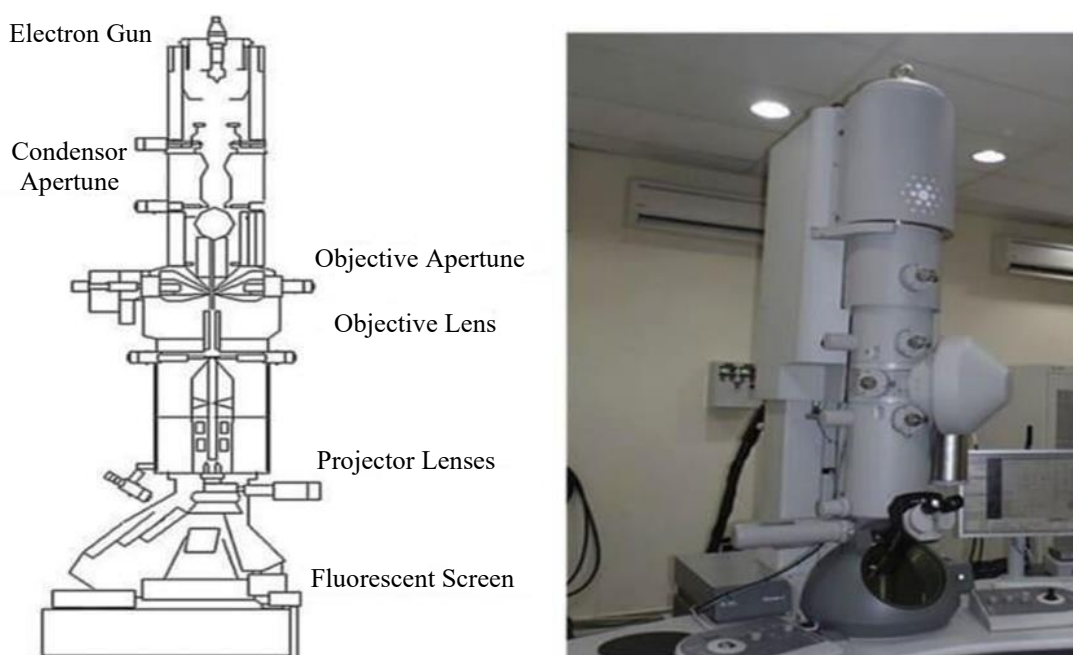 Electron Gun
Condensor
Apertune
Objective Apertune
Objective Lens
Projector Lenses
Fluorescent Screen